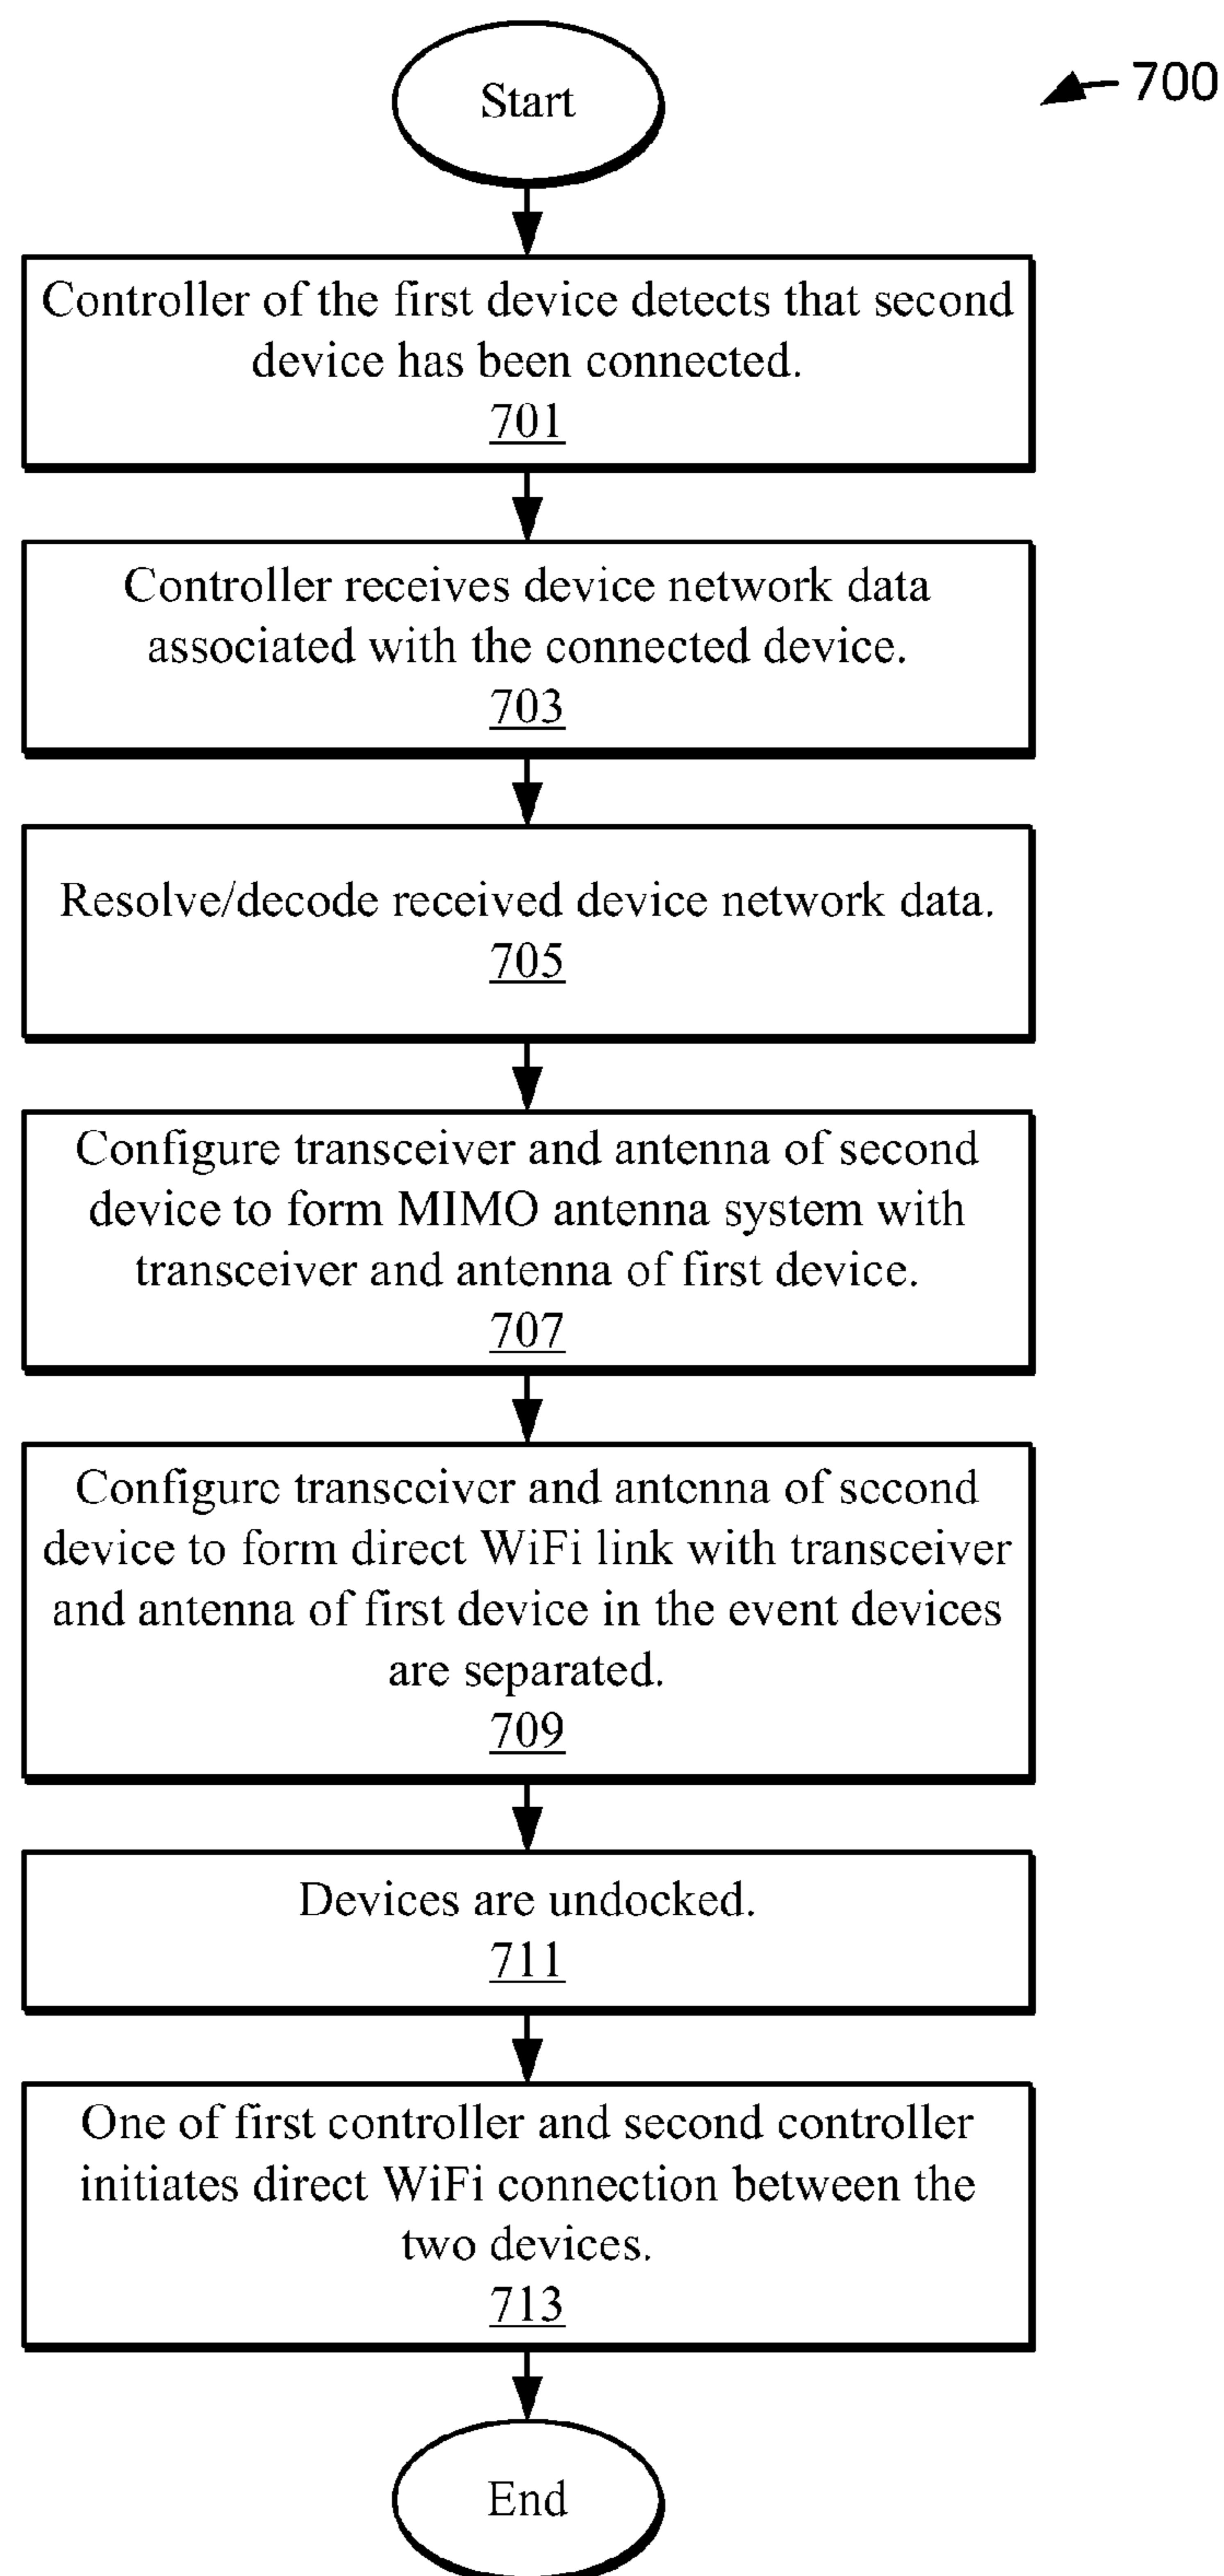 Start
700
Controller of the first device detects that second
device has been connected.
701
Controller receives device network data
associated with the connected device.
703
Resolve/decode received device network data.
705
Configure transceiver and antenna of second
device to form MIMO antenna system with
transceiver and antenna of first device.
707
Configure transceiver and antenna of second
device to form direct WiFi link with transceiver
and antenna of first device in the event devices
are separated.
709
Devices are undocked.
711
One of first controller and second controller
initiates direct WiFi connection between the
two devices.
713
End